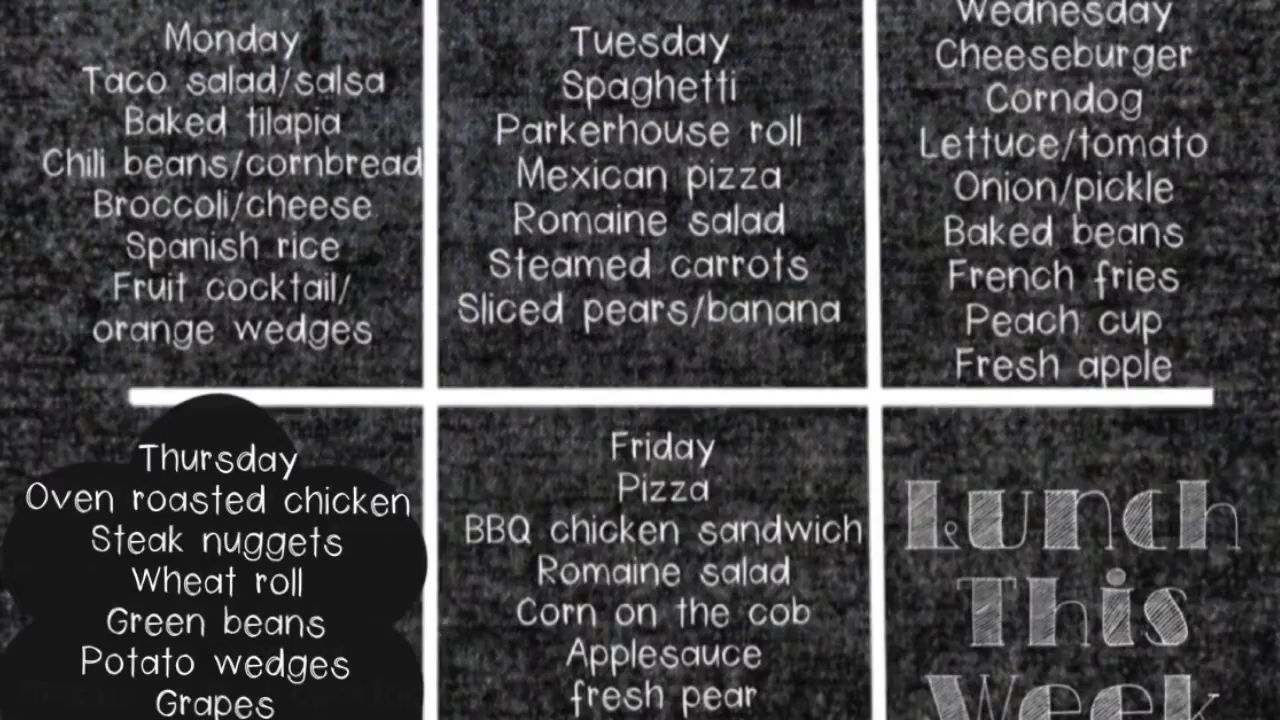 Monday
Taco salad/salsa
Baked tilapia
Chili beans/cornbread
Broccoli/cheese
Spanish rice
Fruit cocktail/
orange wedges
Tuesday
Spaghetti
Parkerhouse roll
Mexican pizza
Romaine salad
Steamed carrots
Sliced pears/banana
Wednesday
Cheeseburger
Corndog
Lettuce/tomato
Onion/pickle
Baked beans
French fries
Peach cup
Fresh apple
Thursday
Oven roasted chicken
Steak nuggets
Wheat roll
Green beans
Potato wedges
Grapes
Friday
Pizza
BBQ chicken sandwich
Romaine salad
Corn on the cob
Applesauce
fresh pear
Lunch
This
Week